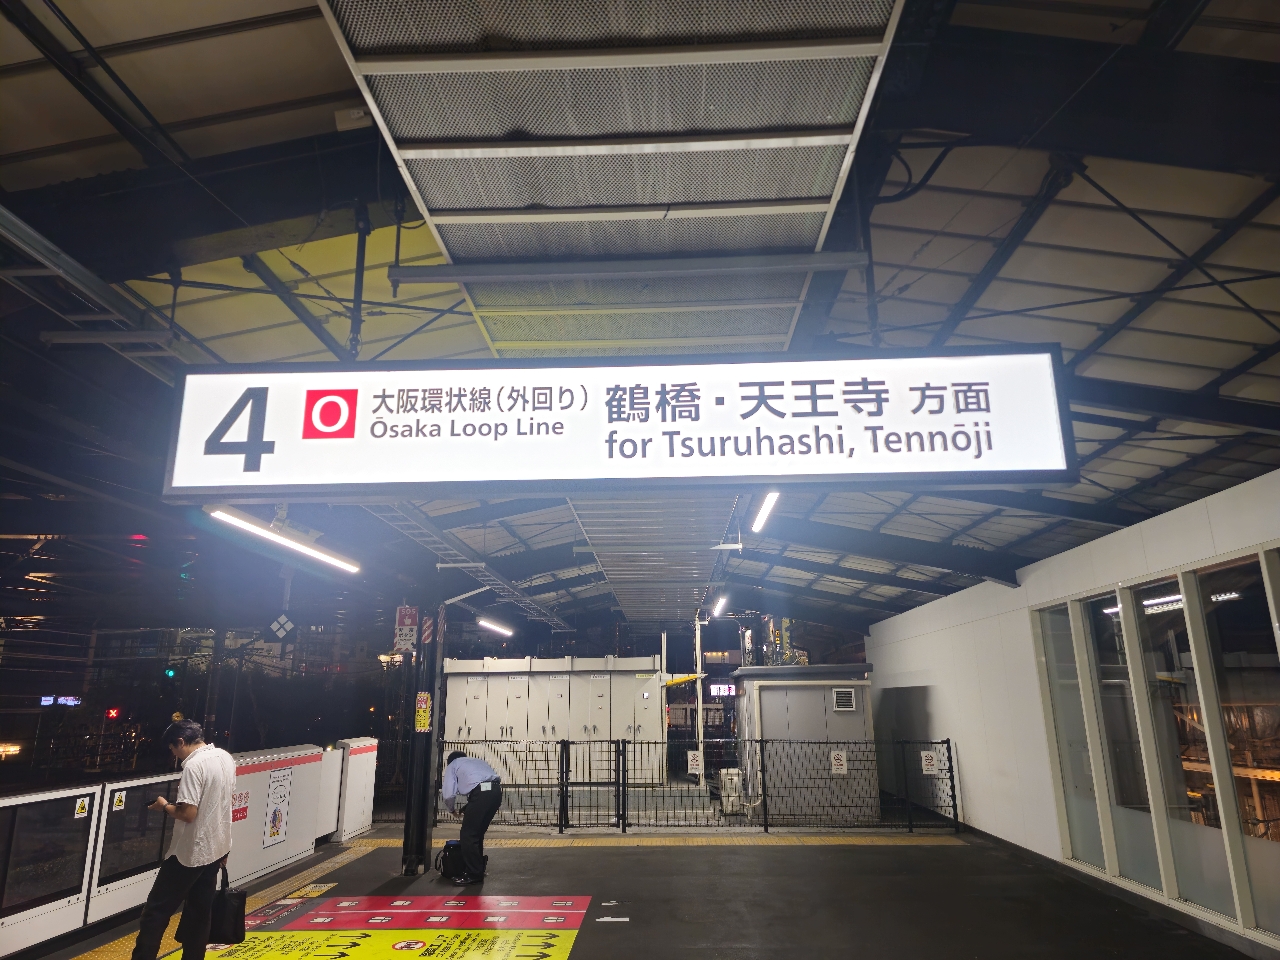 4
O
大阪環状線(外回り)
Ōsaka Loop Line
鶴橋・天王寺 方面
for Tsuruhashi, Tennōji